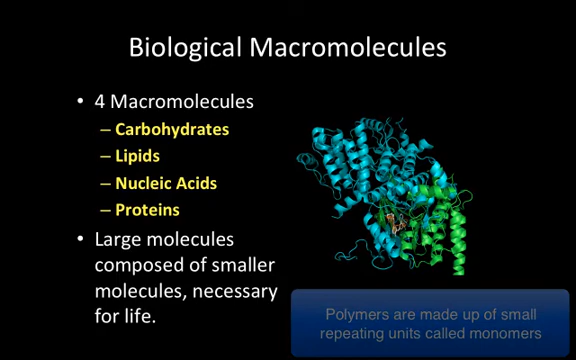 Biological Macromolecules
• 4 Macromolecules
– Carbohydrates
– Lipids
– Nucleic Acids
– Proteins
• Large molecules
composed of smaller
molecules, necessary
for life.
Polymers are made up of small
repeating units called monomers